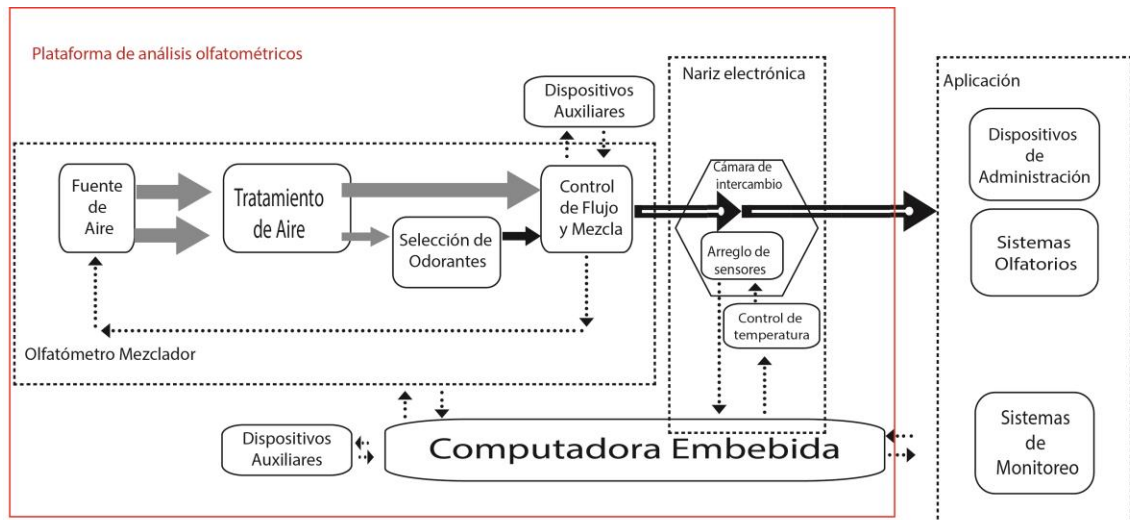 Plataforma de análisis olfatométricos
Nariz electrónica
Aplicación
Dispositivos
Auxiliares
Dispositivos
de
Administración
Fuente
de
Aire
Tratamiento
de Aire
Selección de
Odorantes
Control
de Flujo
y Mezcla
Cámara de
intercambio
Arreglo de
sensores
Control de
temperatura
Sistemas
Olfatorios
Olfatómetro Mezclador
Dispositivos
Auxiliares
Computadora Embebida
Sistemas
de
Monitoreo